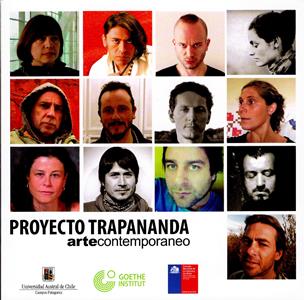 PROYECTO TRAPANANDA
artecontemporaneo
Universidad Austral de Chile
Campus Patagonia
GOETHE
INSTITUT